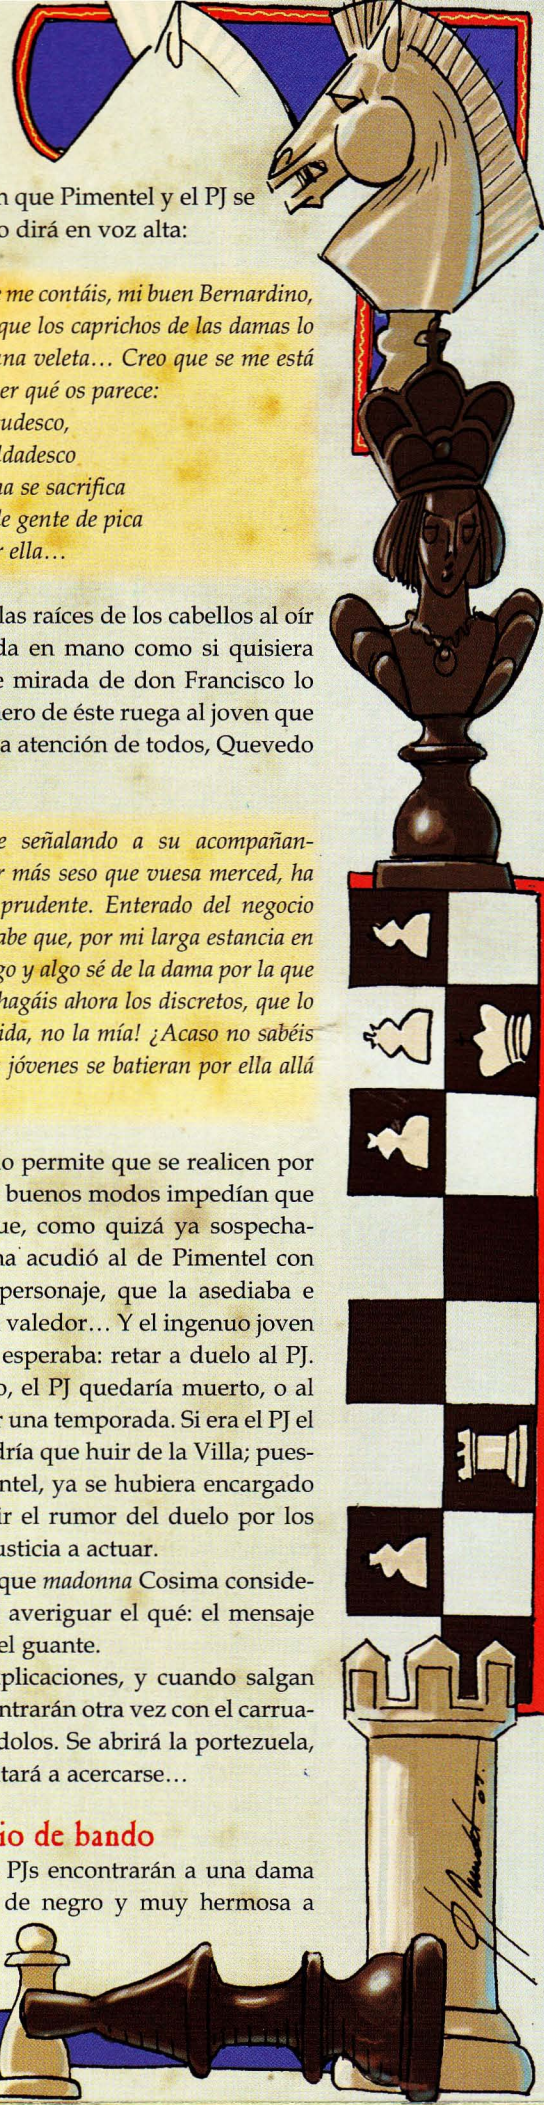 n que Pimentel y el PJ se
o dirá en voz alta:
me contáis, mi buen Bernardino,
que los caprichos de las damas lo
una veleta... Creo que se me está
er qué os parece:
udesco,
ldadesco
na se sacrifica
de gente de pica
r ella...
las raíces de los cabellos al oír
da en mano como si quisiera
e mirada de don Francisco lo
nero de éste ruega al joven que
a atención de todos, Quevedo
e señalando a su acompañan-
r más seso que vuesa merced, ha
prudente. Enterado del negocio
abe que, por mi larga estancia en
go y algo sé de la dama por la que
hagáis ahora los discretos, que lo
ida, no la mía! ¿Acaso no sabéis
jóvenes se batieran por ella allá
lo permite que se realicen por
buenos modos impedían que
ue, como quizá ya sospecha-
na acudió al de Pimentel con
personaje, que la asediaba e
valedor... Y el ingenuo joven
esperaba: retar a duelo al PJ.
o, el PJ quedaría muerto, o al
r una temporada. Si era el PJ el
dría que huir de la Villa; pues-
entel, ya se hubiera encargado
ir el rumor del duelo por los
usticia a actuar.
que madonna Cosima conside-
averiguar el qué: el mensaje
el guante.
plicaciones, y cuando salgan
ntrarán otra vez con el carrua-
dolos. Se abrirá la portezuela,
tará a acercarse...
io de bando
PJs encontrarán a una dama
de negro y muy hermosa a